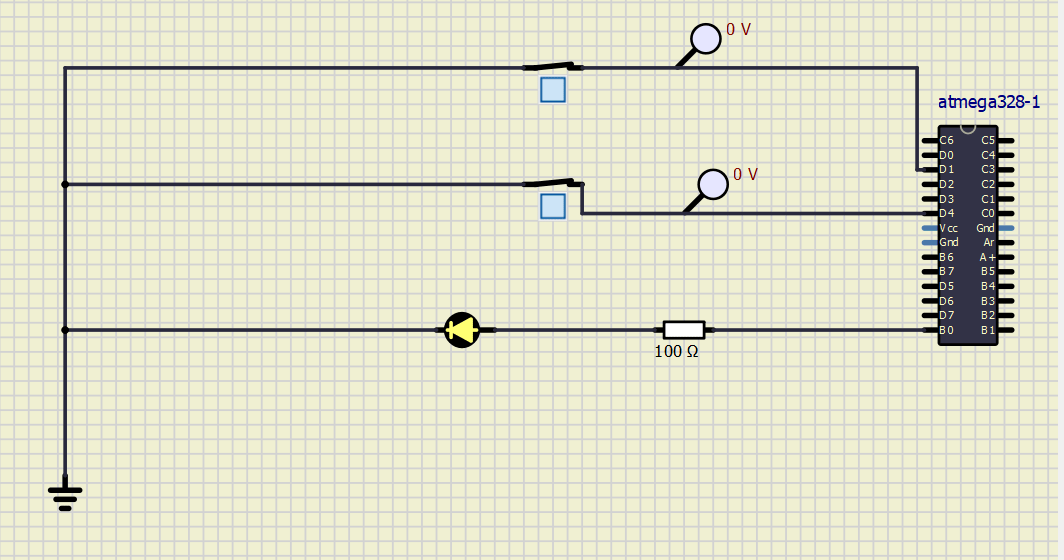 0 V
atmega328-1
0 V
C6 C5
D0 C4
D1 C3
D2 C2
D3 C1
D4 C0
Vcc Gnd
Gnd Ar
B6 A+
B7 B5
D5 B4
D6 B3
D7 B2
B0 B1
100 Ω